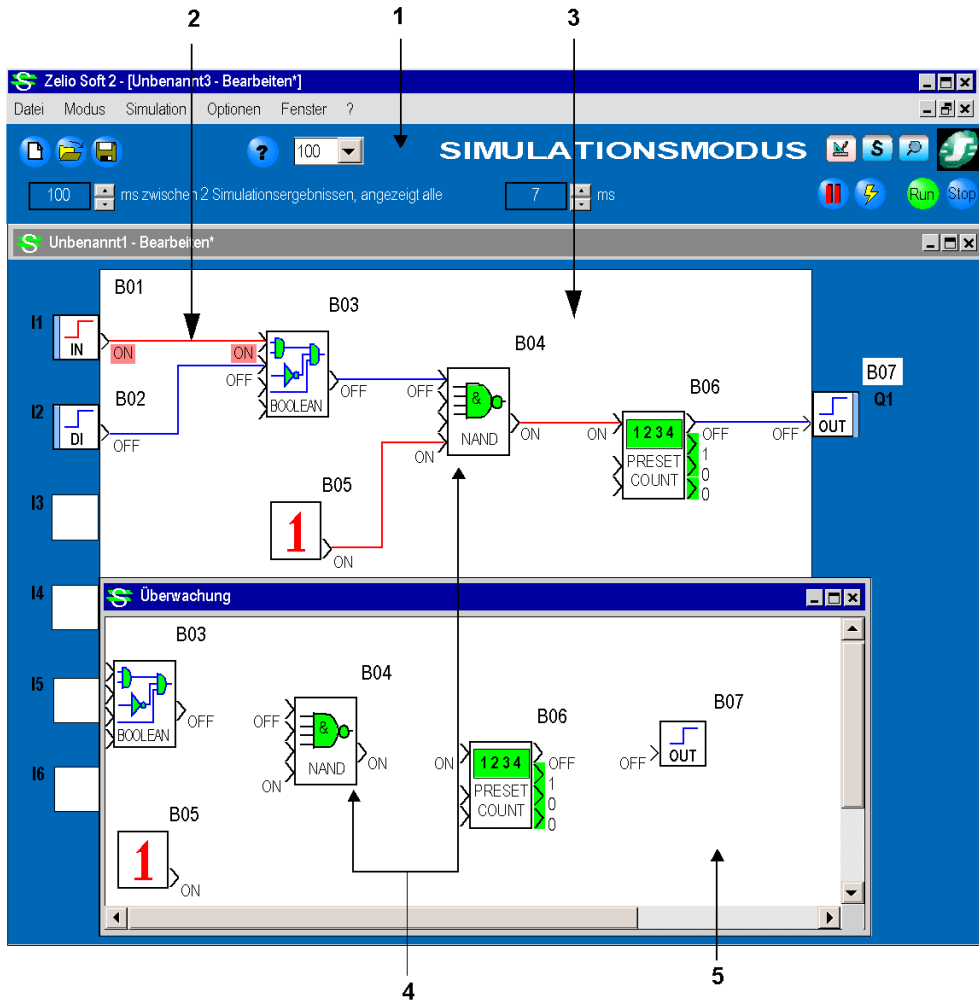 2 1 3
Zelio Soft 2 - [Unbenannt3 - Bearbeiten*]
Datei Modus Simulation Optionen Fenster ?
? 100 SIMULATIONSMODUS S
100 ms zwischen 2 Simulationsergebnissen, angezeigt alle 7 ms Run Stop
Unbenannt1 - Bearbeiten*
B01
B03
I1 IN ON ON
B04
OFF OFF OFF
BOOLEAN
B06
B07
I2 DI B02 OFF
& NAND ON ON
1234 OFF OFF OUT Q1
ON PRESET COUNT 1 0 0
I3
B05
1 ON
I4
Überwachung
B03
B04
I5 BOOLEAN OFF
OFF & NAND ON ON
B06
B07
ON 1234 OFF OFF OUT
PRESET COUNT 1 0 0
I6
B05
1 ON
4 5